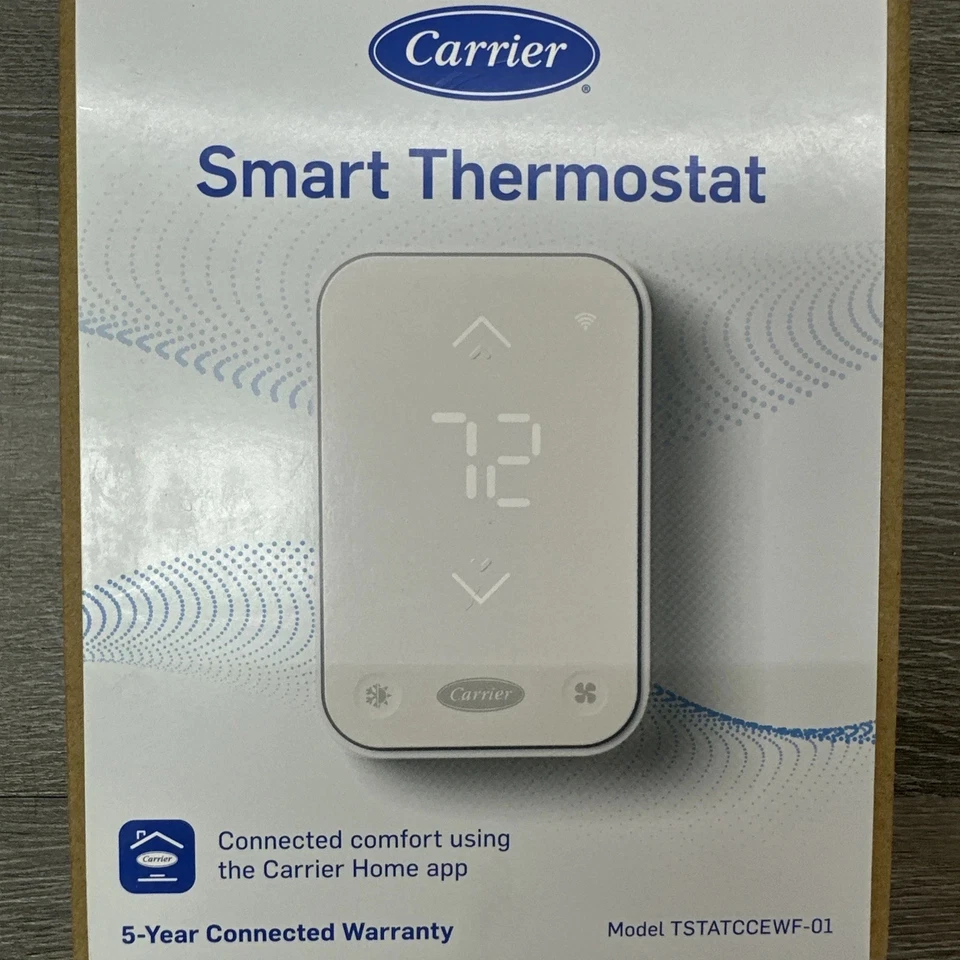 Carrier
®
Smart Thermostat
72
Carrier
Carrier
Connected comfort using
the Carrier Home app
5-Year Connected Warranty
Model TSTATCCEWF-01